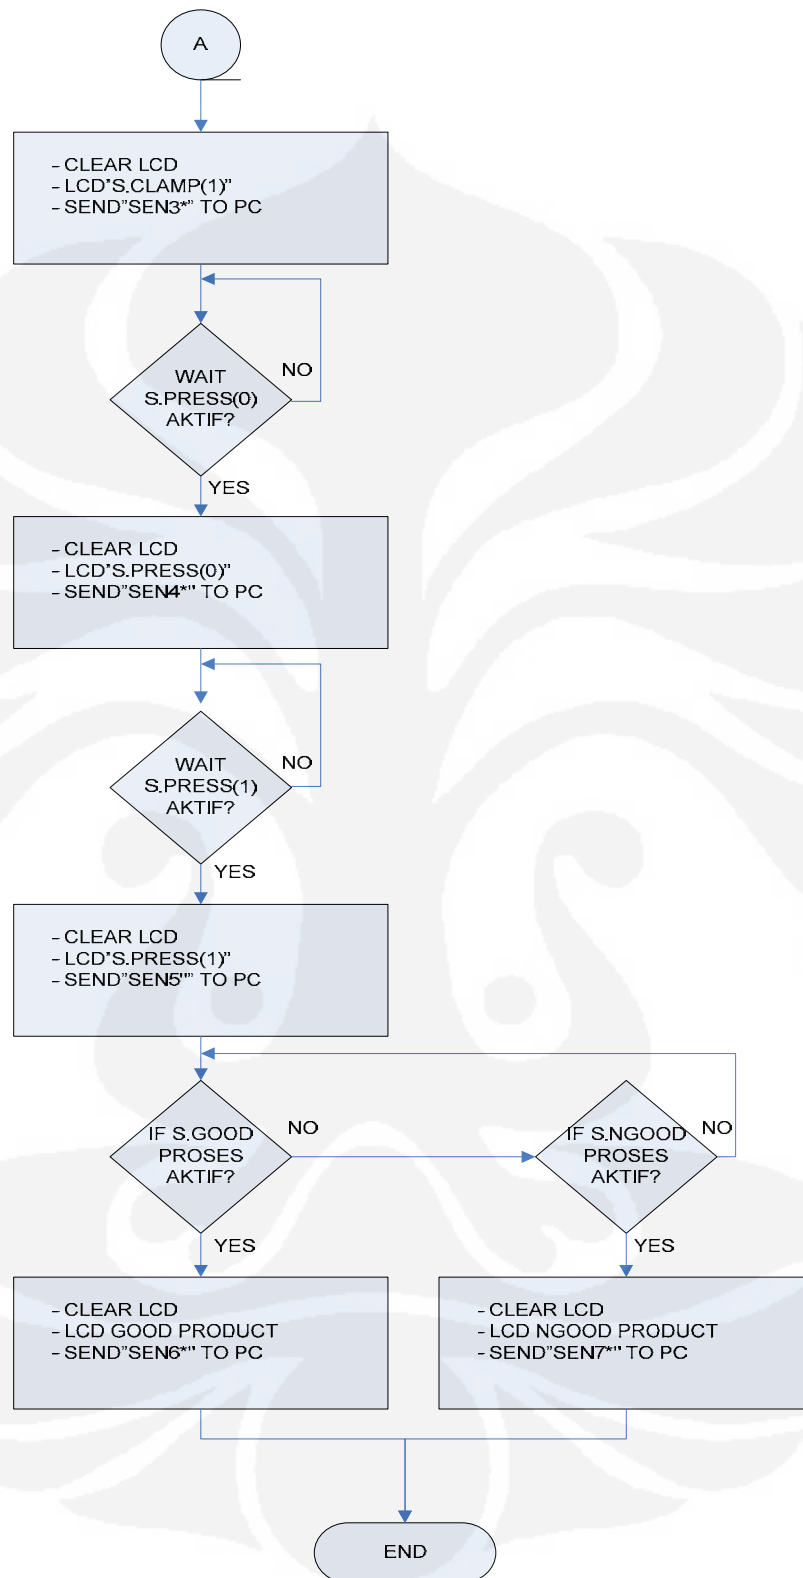 A
- CLEAR LCD
- LCD"S.CLAMP(1)"
- SEND"SEN3*" TO PC
WAIT
S.PRESS(0)
AKTIF?
NO
YES
- CLEAR LCD
- LCD"S.PRESS(0)"
- SEND"SEN4*" TO PC
WAIT
S.PRESS(1)
AKTIF?
NO
YES
- CLEAR LCD
- LCD"S.PRESS(1)"
- SEND"SEN5"" TO PC
IF S.GOOD
PROSES
AKTIF?
NO
IF S.NGOOD
PROSES
AKTIF?
NO
YES
YES
- CLEAR LCD
- LCD GOOD PRODUCT
- SEND"SEN6*" TO PC
- CLEAR LCD
- LCD NGOOD PRODUCT
- SEND"SEN7*" TO PC
END